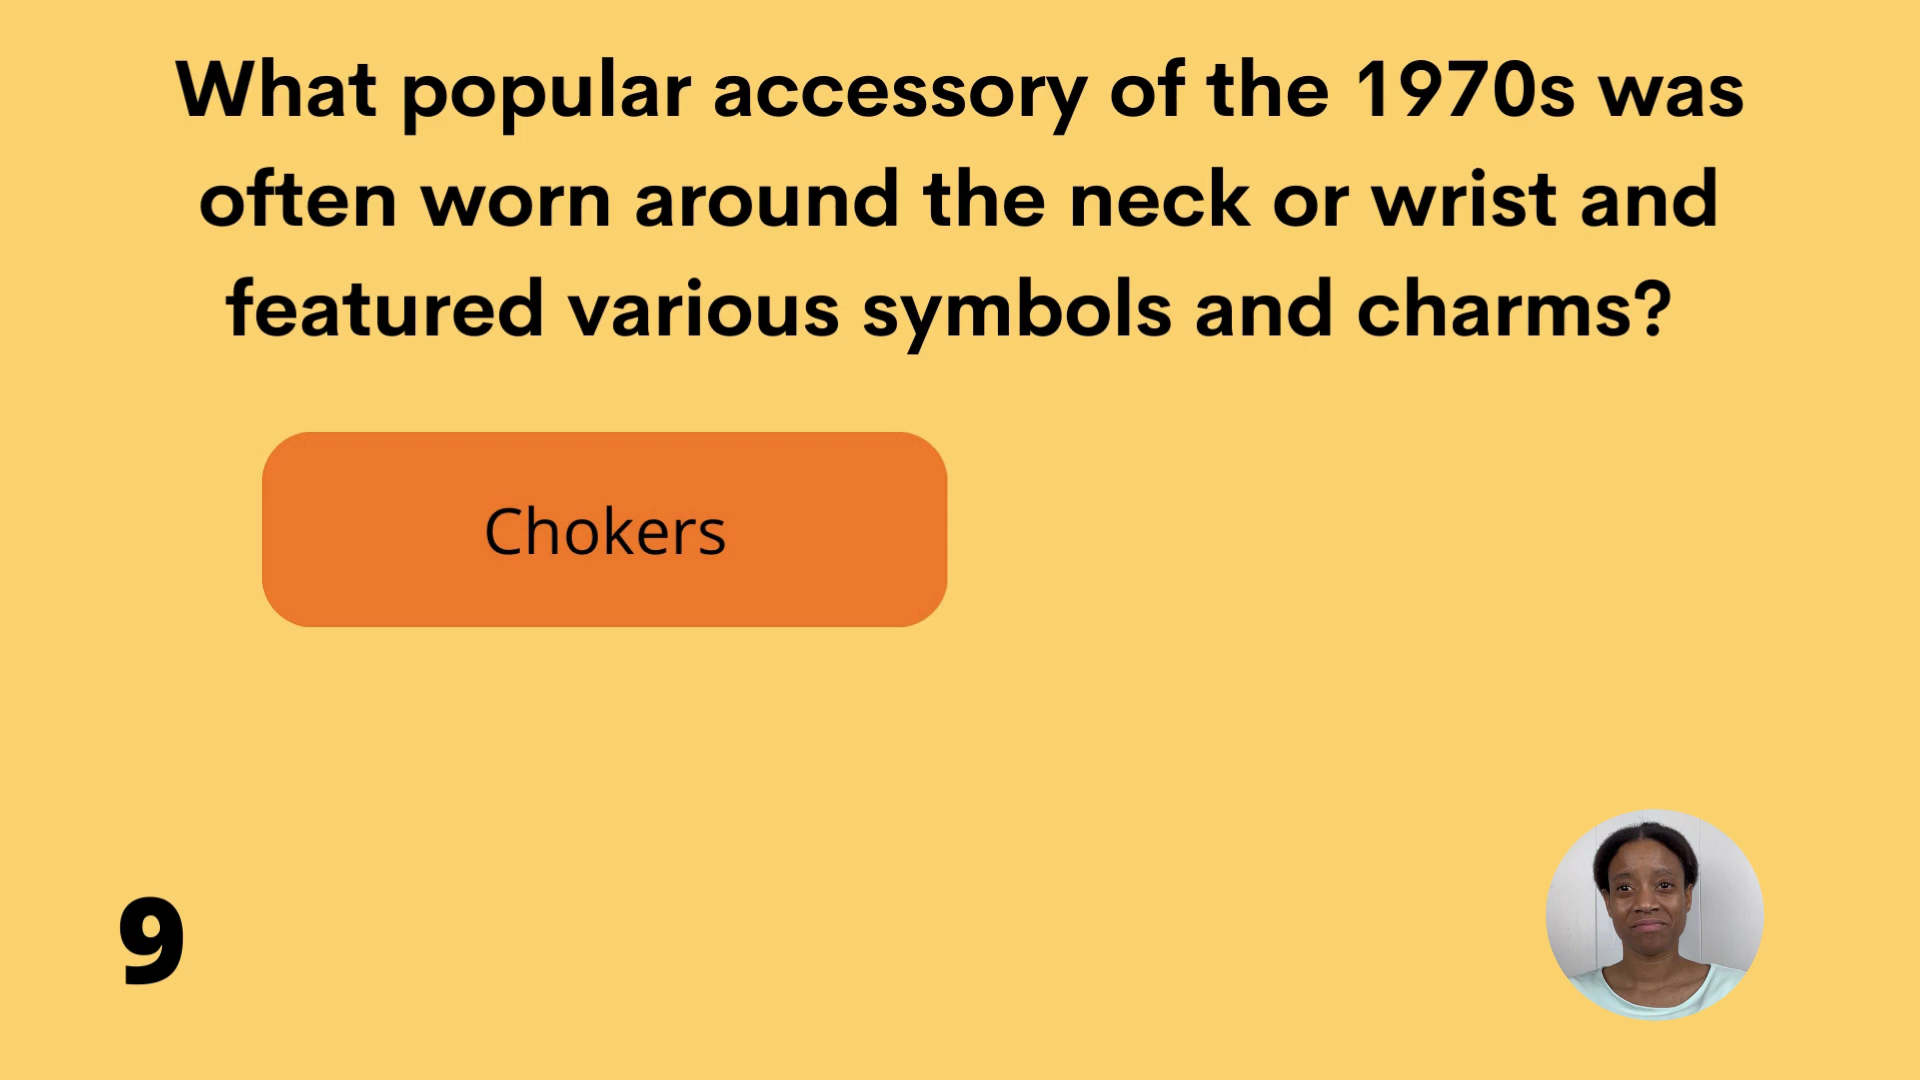 What popular accessory of the 1970s was
often worn around the neck or wrist and
featured various symbols and charms?
Chokers
9